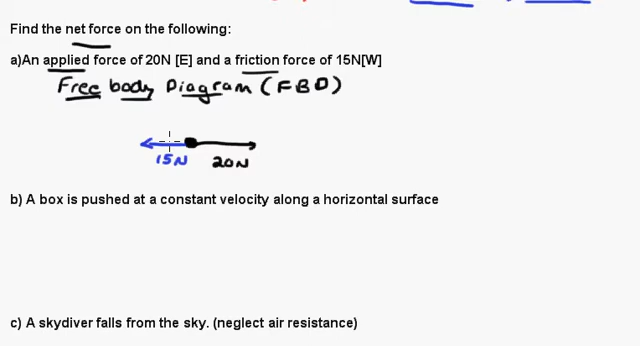 Find the net force on the following:
a)An applied force of 20N [E] and a friction force of 15N[W]
Free body Diagram (FBD)
15N 20N
b) A box is pushed at a constant velocity along a horizontal surface
c) A skydiver falls from the sky. (neglect air resistance)